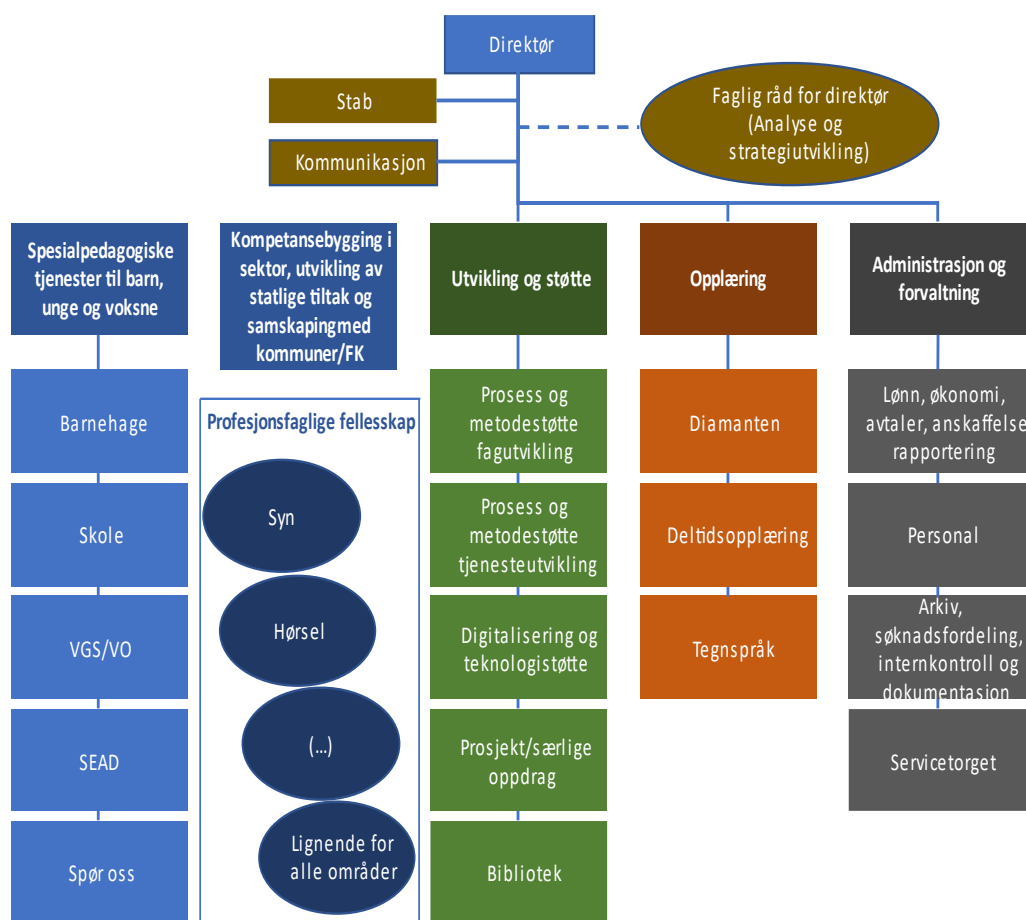 Direktør
Stab
Faglig råd for direktør
(Analyse og
strategiutvikling)
Kommunikasjon
Spesialpedagogiske
tjenester til barn,
unge og voksne
Kompetansebygging i
sektor, utvikling av
statlige tiltak og
samskapingmed
kommuner/FK
Utvikling og støtte
Opplæring
Administrasjon og
forvaltning
Barnehage
Skole
VGS/VO
SEAD
Spør oss
Profesjonsfaglige fellesskap
Syn
Hørsel
(...)
Lignende for
alle områder
Prosess og
metodestøtte
fagutvikling
Prosess og
metodestøtte
tjenesteutvikling
Digitalisering og
teknologistøtte
Prosjekt/særlige
oppdrag
Bibliotek
Diamanten
Deltidsopplæring
Tegnspråk
Lønn, økonomi,
avtaler, anskaffelse
rapportering
Personal
Arkiv,
søknadsfordeling,
internkontroll og
dokumentasjon
Servicetorget